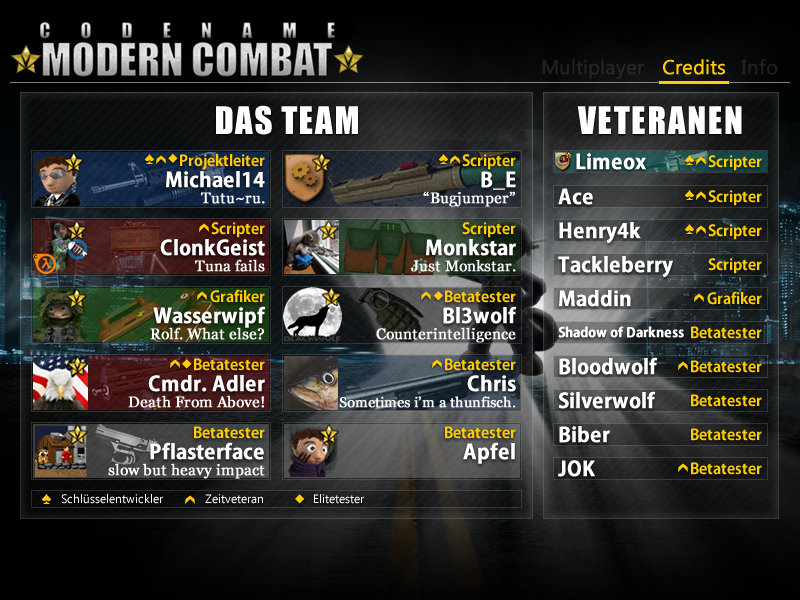 CODENAME
MODERN COMBAT
Multiplayer Credits Info
DAS TEAM
Projektleiter
Michael14
Tutu~ru.
Scripter
B_E
“Bugjumper”
Scripter
ClonkGeist
Tuna fails
Scripter
Monkstar
Just Monkstar.
Grafiker
Wasserwipf
Rolf. What else?
Betatester
Bl3wolf
Counterintelligence
Betatester
Cmdr. Adler
Death From Above!
Betatester
Chris
Sometimes i’m a thunfisch.
Betatester
Pflasterface
slow but heavy impact
Betatester
Apfel
Schlüsselentwickler Zeitveteran Elitetester
VETERANEN
Limeox Scripter
Ace Scripter
Henry4k Scripter
Tackleberry Scripter
Maddin Grafiker
Shadow of Darkness Betatester
Bloodwolf Betatester
Silverwolf Betatester
Biber Betatester
JOK Betatester